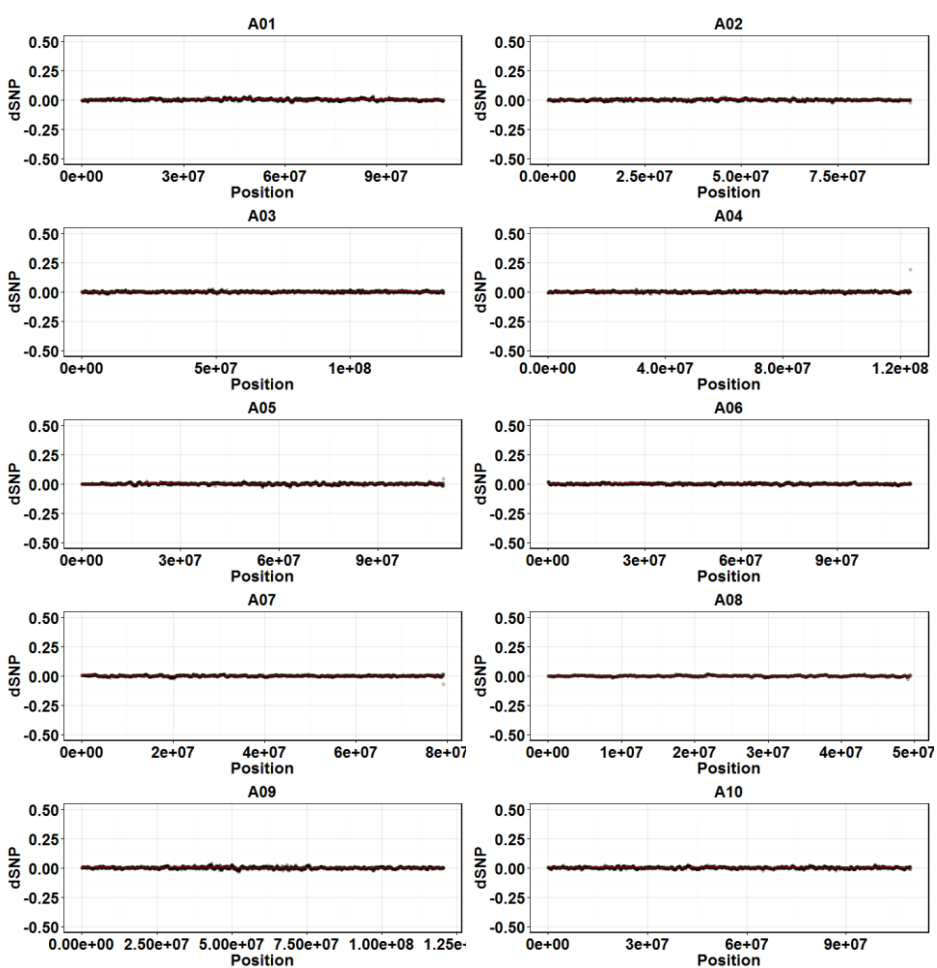 A01
A02
0.50
0.25
0.00
-0.25
-0.50
dSNP
0e+00 3e+07 6e+07 9e+07
Position
0.50
0.25
0.00
-0.25
-0.50
dSNP
0.0e+00 2.5e+07 5.0e+07 7.5e+07
Position
A03
A04
0.50
0.25
0.00
-0.25
-0.50
dSNP
0e+00 5e+07 1e+08
Position
0.50
0.25
0.00
-0.25
-0.50
dSNP
0.0e+00 4.0e+07 8.0e+07 1.2e+08
Position
A05
A06
0.50
0.25
0.00
-0.25
-0.50
dSNP
0e+00 3e+07 6e+07 9e+07
Position
0.50
0.25
0.00
-0.25
-0.50
dSNP
0e+00 3e+07 6e+07 9e+07
Position
A07
A08
0.50
0.25
0.00
-0.25
-0.50
dSNP
0e+00 2e+07 4e+07 6e+07 8e+07
Position
0.50
0.25
0.00
-0.25
-0.50
dSNP
0e+00 1e+07 2e+07 3e+07 4e+07 5e+07
Position
A09
A10
0.50
0.25
0.00
-0.25
-0.50
dSNP
0.00e+00 2.50e+07 5.00e+07 7.50e+07 1.00e+08 1.25e-
Position
0.50
0.25
0.00
-0.25
-0.50
dSNP
0e+00 3e+07 6e+07 9e+07
Position